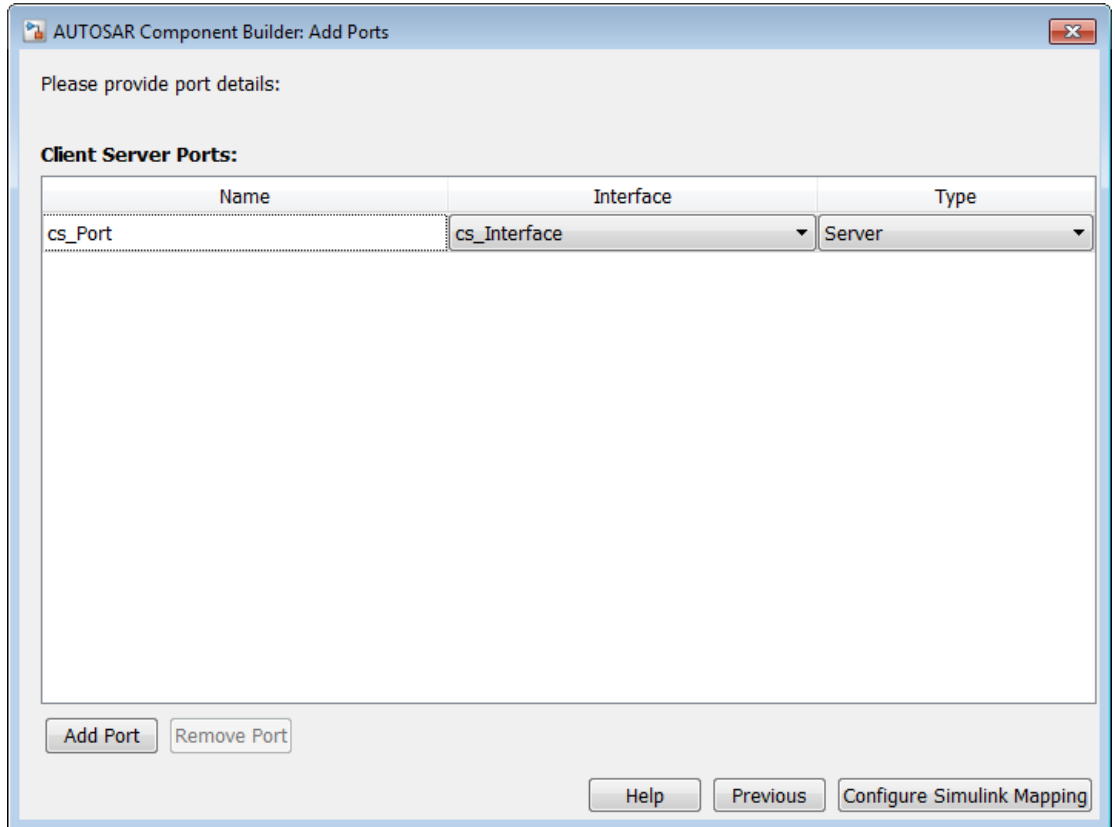 AUTOSAR Component Builder: Add Ports
Please provide port details:
Client Server Ports:
Name Interface Type
cs_Port cs_Interface Server
Add Port Remove Port
Help Previous Configure Simulink Mapping